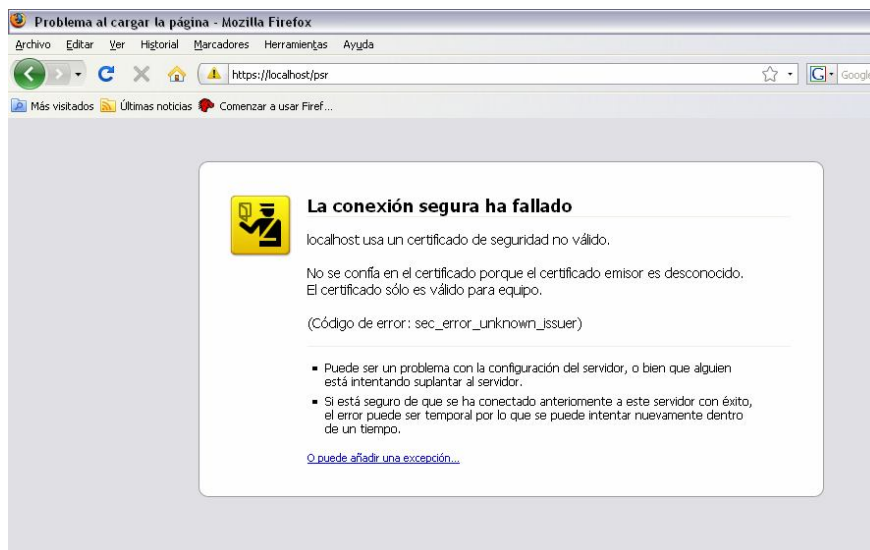 Problema al cargar la página - Mozilla Firefox
Archivo Editar Ver Historial Marcadores Herramientas Ayuda
https://localhost/psr
G Google
Más visitados Últimas noticias Comenzar a usar Firef...
La conexión segura ha fallado
localhost usa un certificado de seguridad no válido.
No se confía en el certificado porque el certificado emisor es desconocido.
El certificado sólo es válido para equipo.
(Código de error: sec_error_unknown_issuer)
Puede ser un problema con la configuración del servidor, o bien que alguien
está intentando suplantar al servidor.
Si está seguro de que se ha conectado anteriomente a este servidor con éxito,
el error puede ser temporal por lo que se puede intentar nuevamente dentro
de un tiempo.
O puede añadir una excepción...